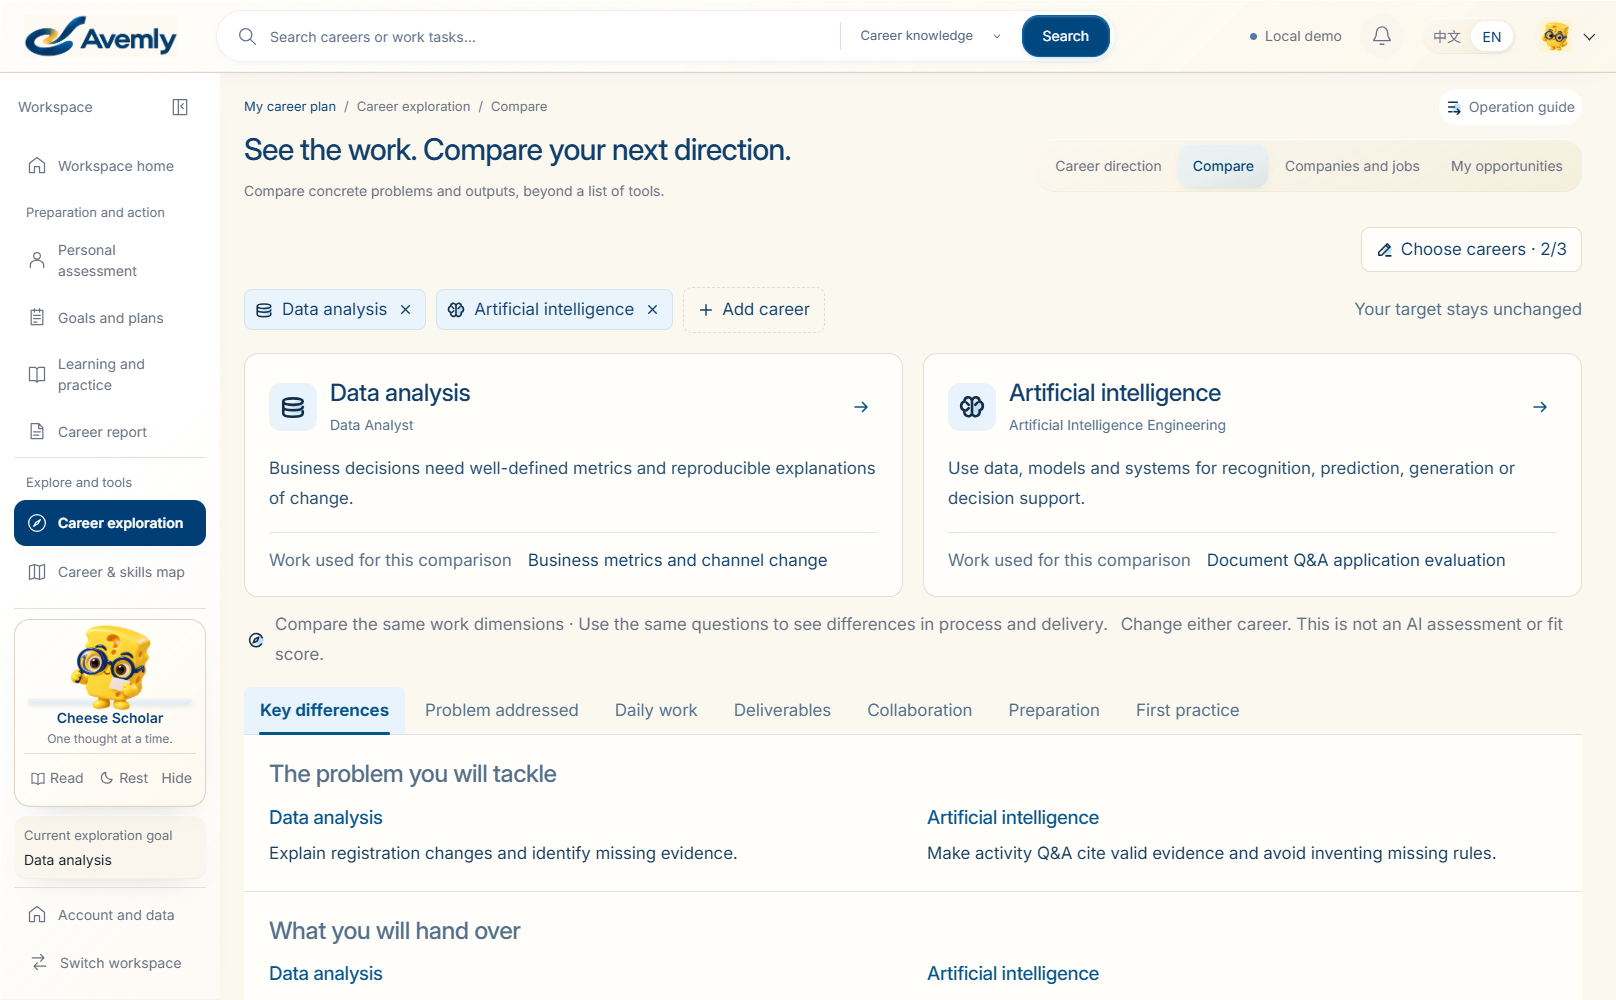 Avemly
Search careers or work tasks...
Career knowledge
Search
Local demo
中文
EN
Workspace
Workspace home
Preparation and action
Personal
assessment
Goals and plans
Learning and
practice
Career report
Explore and tools
Career exploration
Career & skills map
Cheese Scholar
One thought at a time.
Read
Rest
Hide
Current exploration goal
Data analysis
Account and data
Switch workspace
My career plan / Career exploration / Compare
Operation guide
See the work. Compare your next direction.
Compare concrete problems and outputs, beyond a list of tools.
Career direction
Compare
Companies and jobs
My opportunities
Choose careers · 2/3
Data analysis ×
Artificial intelligence ×
+ Add career
Your target stays unchanged
Data analysis
Data Analyst
Business decisions need well-defined metrics and reproducible explanations
of change.
Work used for this comparison Business metrics and channel change
Artificial intelligence
Artificial Intelligence Engineering
Use data, models and systems for recognition, prediction, generation or
decision support.
Work used for this comparison Document Q&A application evaluation
Compare the same work dimensions · Use the same questions to see differences in process and delivery. Change either career. This is not an AI assessment or fit
score.
Key differences
Problem addressed
Daily work
Deliverables
Collaboration
Preparation
First practice
The problem you will tackle
Data analysis
Explain registration changes and identify missing evidence.
Artificial intelligence
Make activity Q&A cite valid evidence and avoid inventing missing rules.
What you will hand over
Data analysis
Artificial intelligence